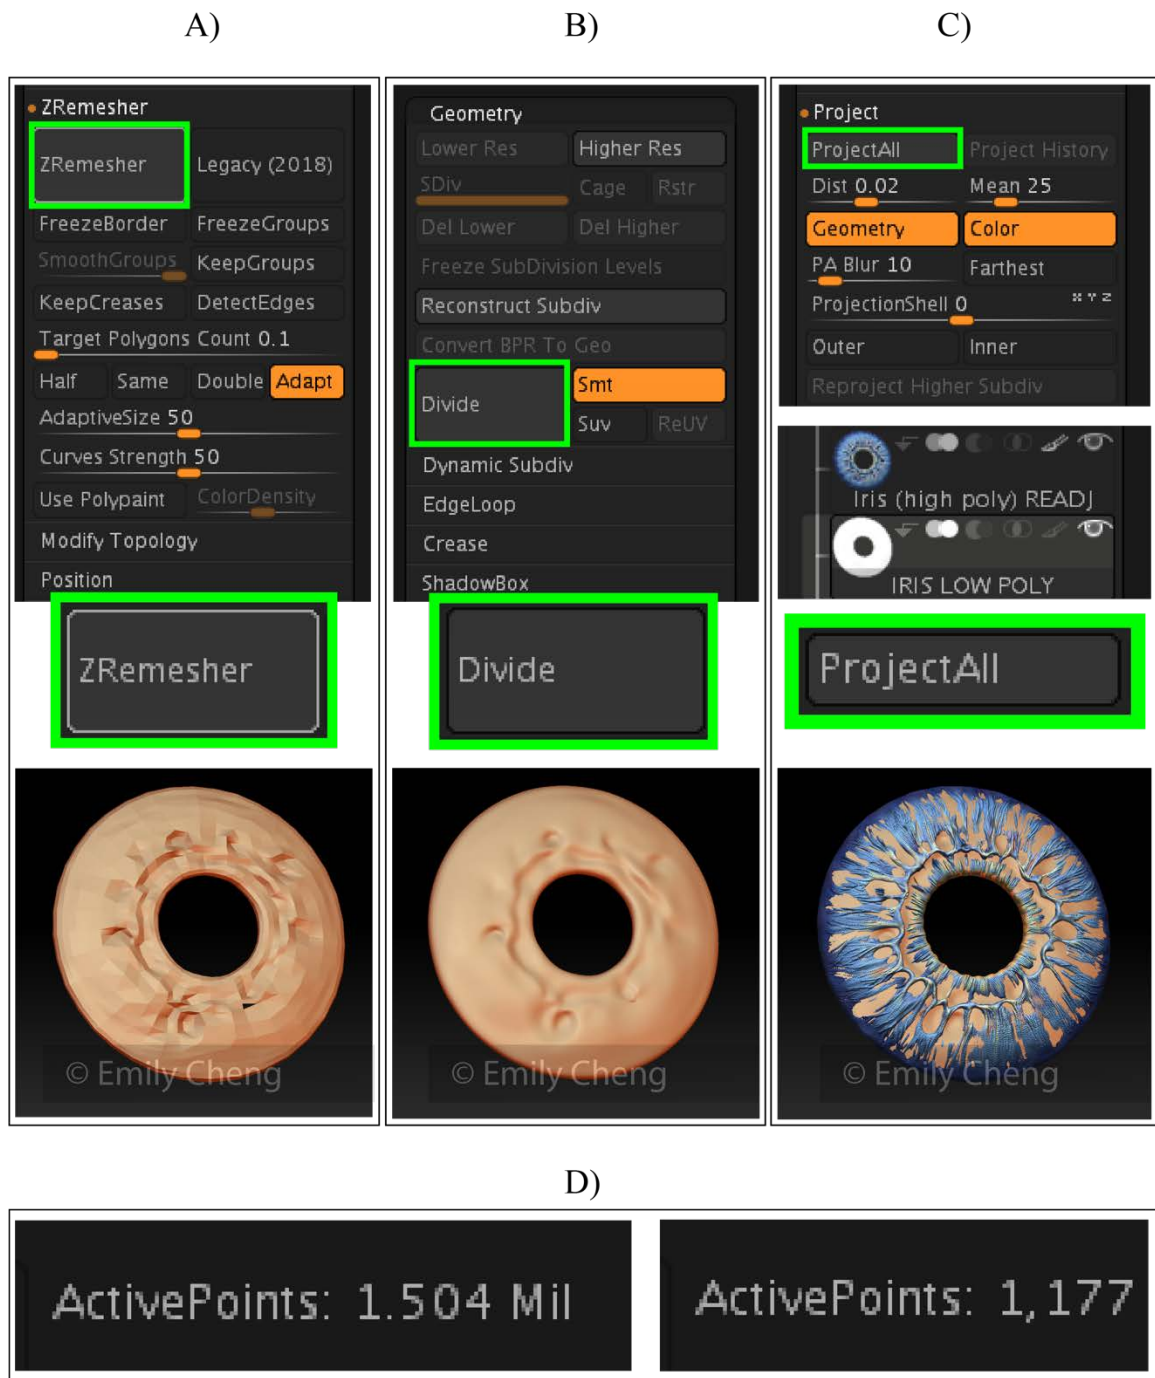 A)
B)
C)
ZRemesher
ZRemesher
Legacy (2018)
FreezeBorder
FreezeGroups
SmoothGroups
KeepGroups
KeepCreases
DetectEdges
Target Polygons Count 0.1
Half
Same
Double
Adapt
AdaptiveSize 50
Curves Strength 50
Use Polypaint
ColorDensity
Modify Topology
Position
ZRemesher
© Emily Cheng
Geometry
Lower Res
Higher Res
SDiv
Cage
Rstr
Del Lower
Del Higher
Freeze SubDivision Levels
Reconstruct Subdiv
Convert BPR To Geo
Divide
Smt
Suv
ReUV
Dynamic Subdiv
EdgeLoop
Crease
ShadowBox
Divide
© Emily Cheng
Project
ProjectAll
Project History
Dist 0.02
Mean 25
Geometry
Color
PA Blur 10
Farthest
ProjectionShell 0
X Y Z
Outer
Inner
Reproject Higher Subdiv
Iris (high poly) READJ
IRIS LOW POLY
ProjectAll
© Emily Cheng
D)
ActivePoints: 1.504 Mil
ActivePoints: 1,177